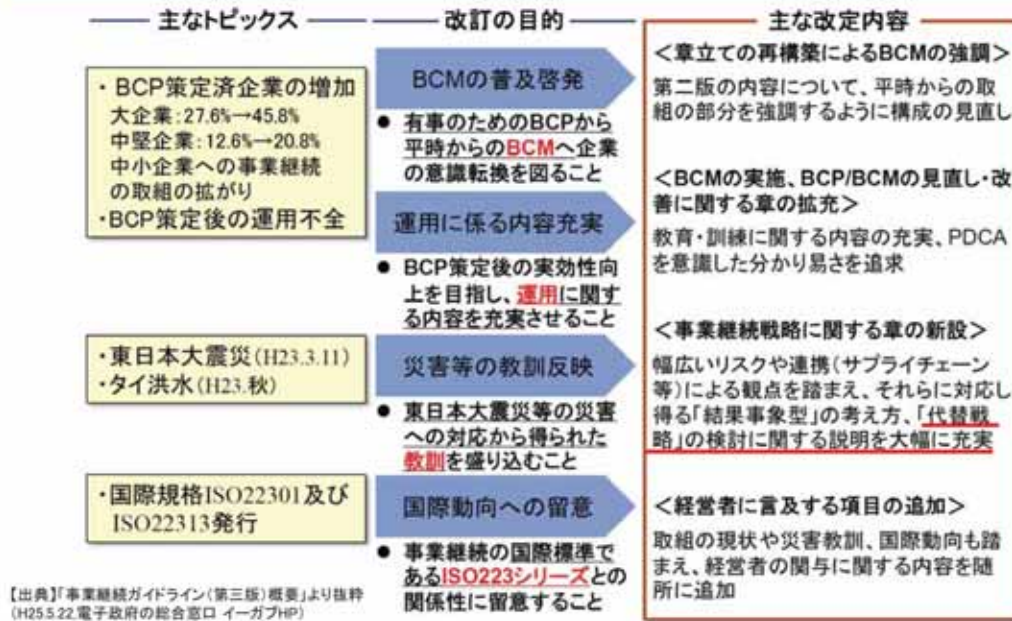 主なトピックス
・BCP策定済企業の増加
大企業：27.6%→45.8%
中堅企業：12.6%→20.8%
中小企業への事業継続
の取組の拡がり
・BCP策定後の運用不全
・東日本大震災(H23.3.11)
・タイ洪水(H23.秋)
・国際規格ISO22301及び
ISO22313発行
改訂の目的
BCMの普及啓発
● 有事のためのBCPから
平時からのBCMへ企業
の意識転換を図ること
運用に係る内容充実
● BCP策定後の実効性向
上を目指し、運用に関す
る内容を充実させること
災害等の教訓反映
● 東日本大震災等の災害
への対応から得られた
教訓を盛り込むこと
国際動向への留意
● 事業継続の国際標準で
あるISO223シリーズとの
関係性に留意すること
主な改定内容
＜章立ての再構築によるBCMの強調＞
第二版の内容について、平時からの取
組の部分を強調するように構成の見直し
＜BCMの実施、BCP/BCMの見直し・改
善に関する章の拡充＞
教育・訓練に関する内容の充実、PDCA
を意識した分かり易さを追求
＜事業継続戦略に関する章の新設＞
幅広いリスクや連携(サプライチェーン
等)による観点を踏まえ、それらに対応し
得る「結果事象型」の考え方、「代替戦
略」の検討に関する説明を大幅に充実
＜経営者に言及する項目の追加＞
取組の現状や災害教訓、国際動向も踏
まえ、経営者の関与に関する内容を随
所に追加
【出典】「事業継続ガイドライン(第三版)概要」より抜粋
(H25.5.22.電子政府の総合窓口 イーガブHP)